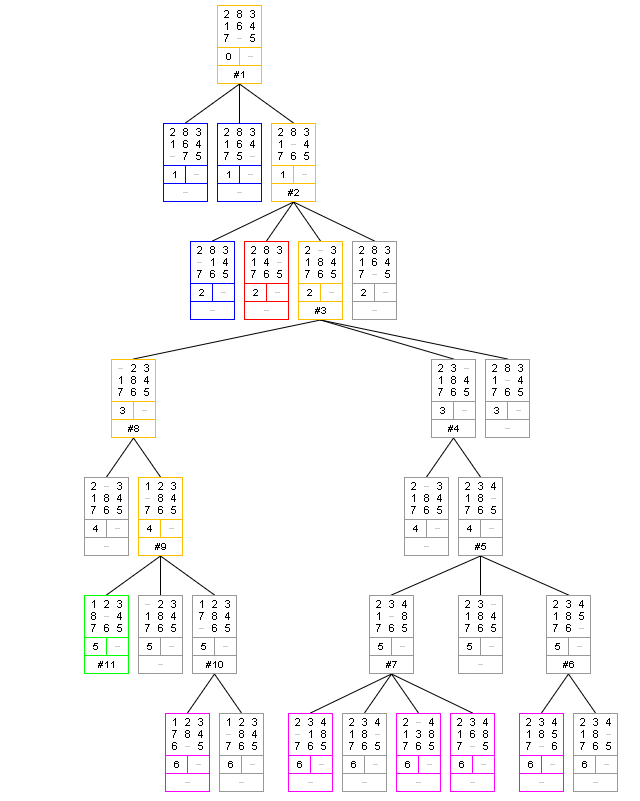 2 8 3
1 6 4
7 – 5
0 –
#1
2 8 3 2 8 3 2 8 3
1 6 4 1 6 4 1 – 4
– 7 5 7 5 – 7 6 5
1 – 1 – 1 –
– – #2
2 8 3 2 8 3 2 – 3 2 8 3
– 1 4 1 4 – 1 8 4 1 6 4
7 6 5 7 6 5 7 6 5 7 – 5
2 – 2 – 2 – 2 –
– – #3 –
– 2 3 2 3 – 2 8 3
1 8 4 1 8 4 1 – 4
7 6 5 7 6 5 7 6 5
3 – 3 – 3 –
#8 #4 –
2 – 3 1 2 3 2 – 3 2 3 4
1 8 4 – 8 4 1 8 4 1 8 –
7 6 5 7 6 5 7 6 5 7 6 5
4 – 4 – 4 – 4 –
– #9 – #5
1 2 3 – 2 3 1 2 3 2 3 4 2 3 – 2 3 4
8 – 4 1 8 4 7 8 4 1 – 8 1 8 4 1 8 5
7 6 5 7 6 5 – 6 5 7 6 5 7 6 5 7 6 –
5 – 5 – 5 – 5 – 5 – 5 –
#11 – #10 #7 – #6
1 2 3 1 2 3 2 3 4 2 3 4 2 – 4 2 3 4 2 3 4 2 3 4
7 8 4 – 8 4 – 1 8 1 8 – 1 3 8 1 6 8 1 8 5 1 8 –
6 – 5 7 6 5 7 6 5 7 6 5 7 6 5 7 – 5 7 – 6 7 6 5
6 – 6 – 6 – 6 – 6 – 6 – 6 – 6 –
– – – – – – – –